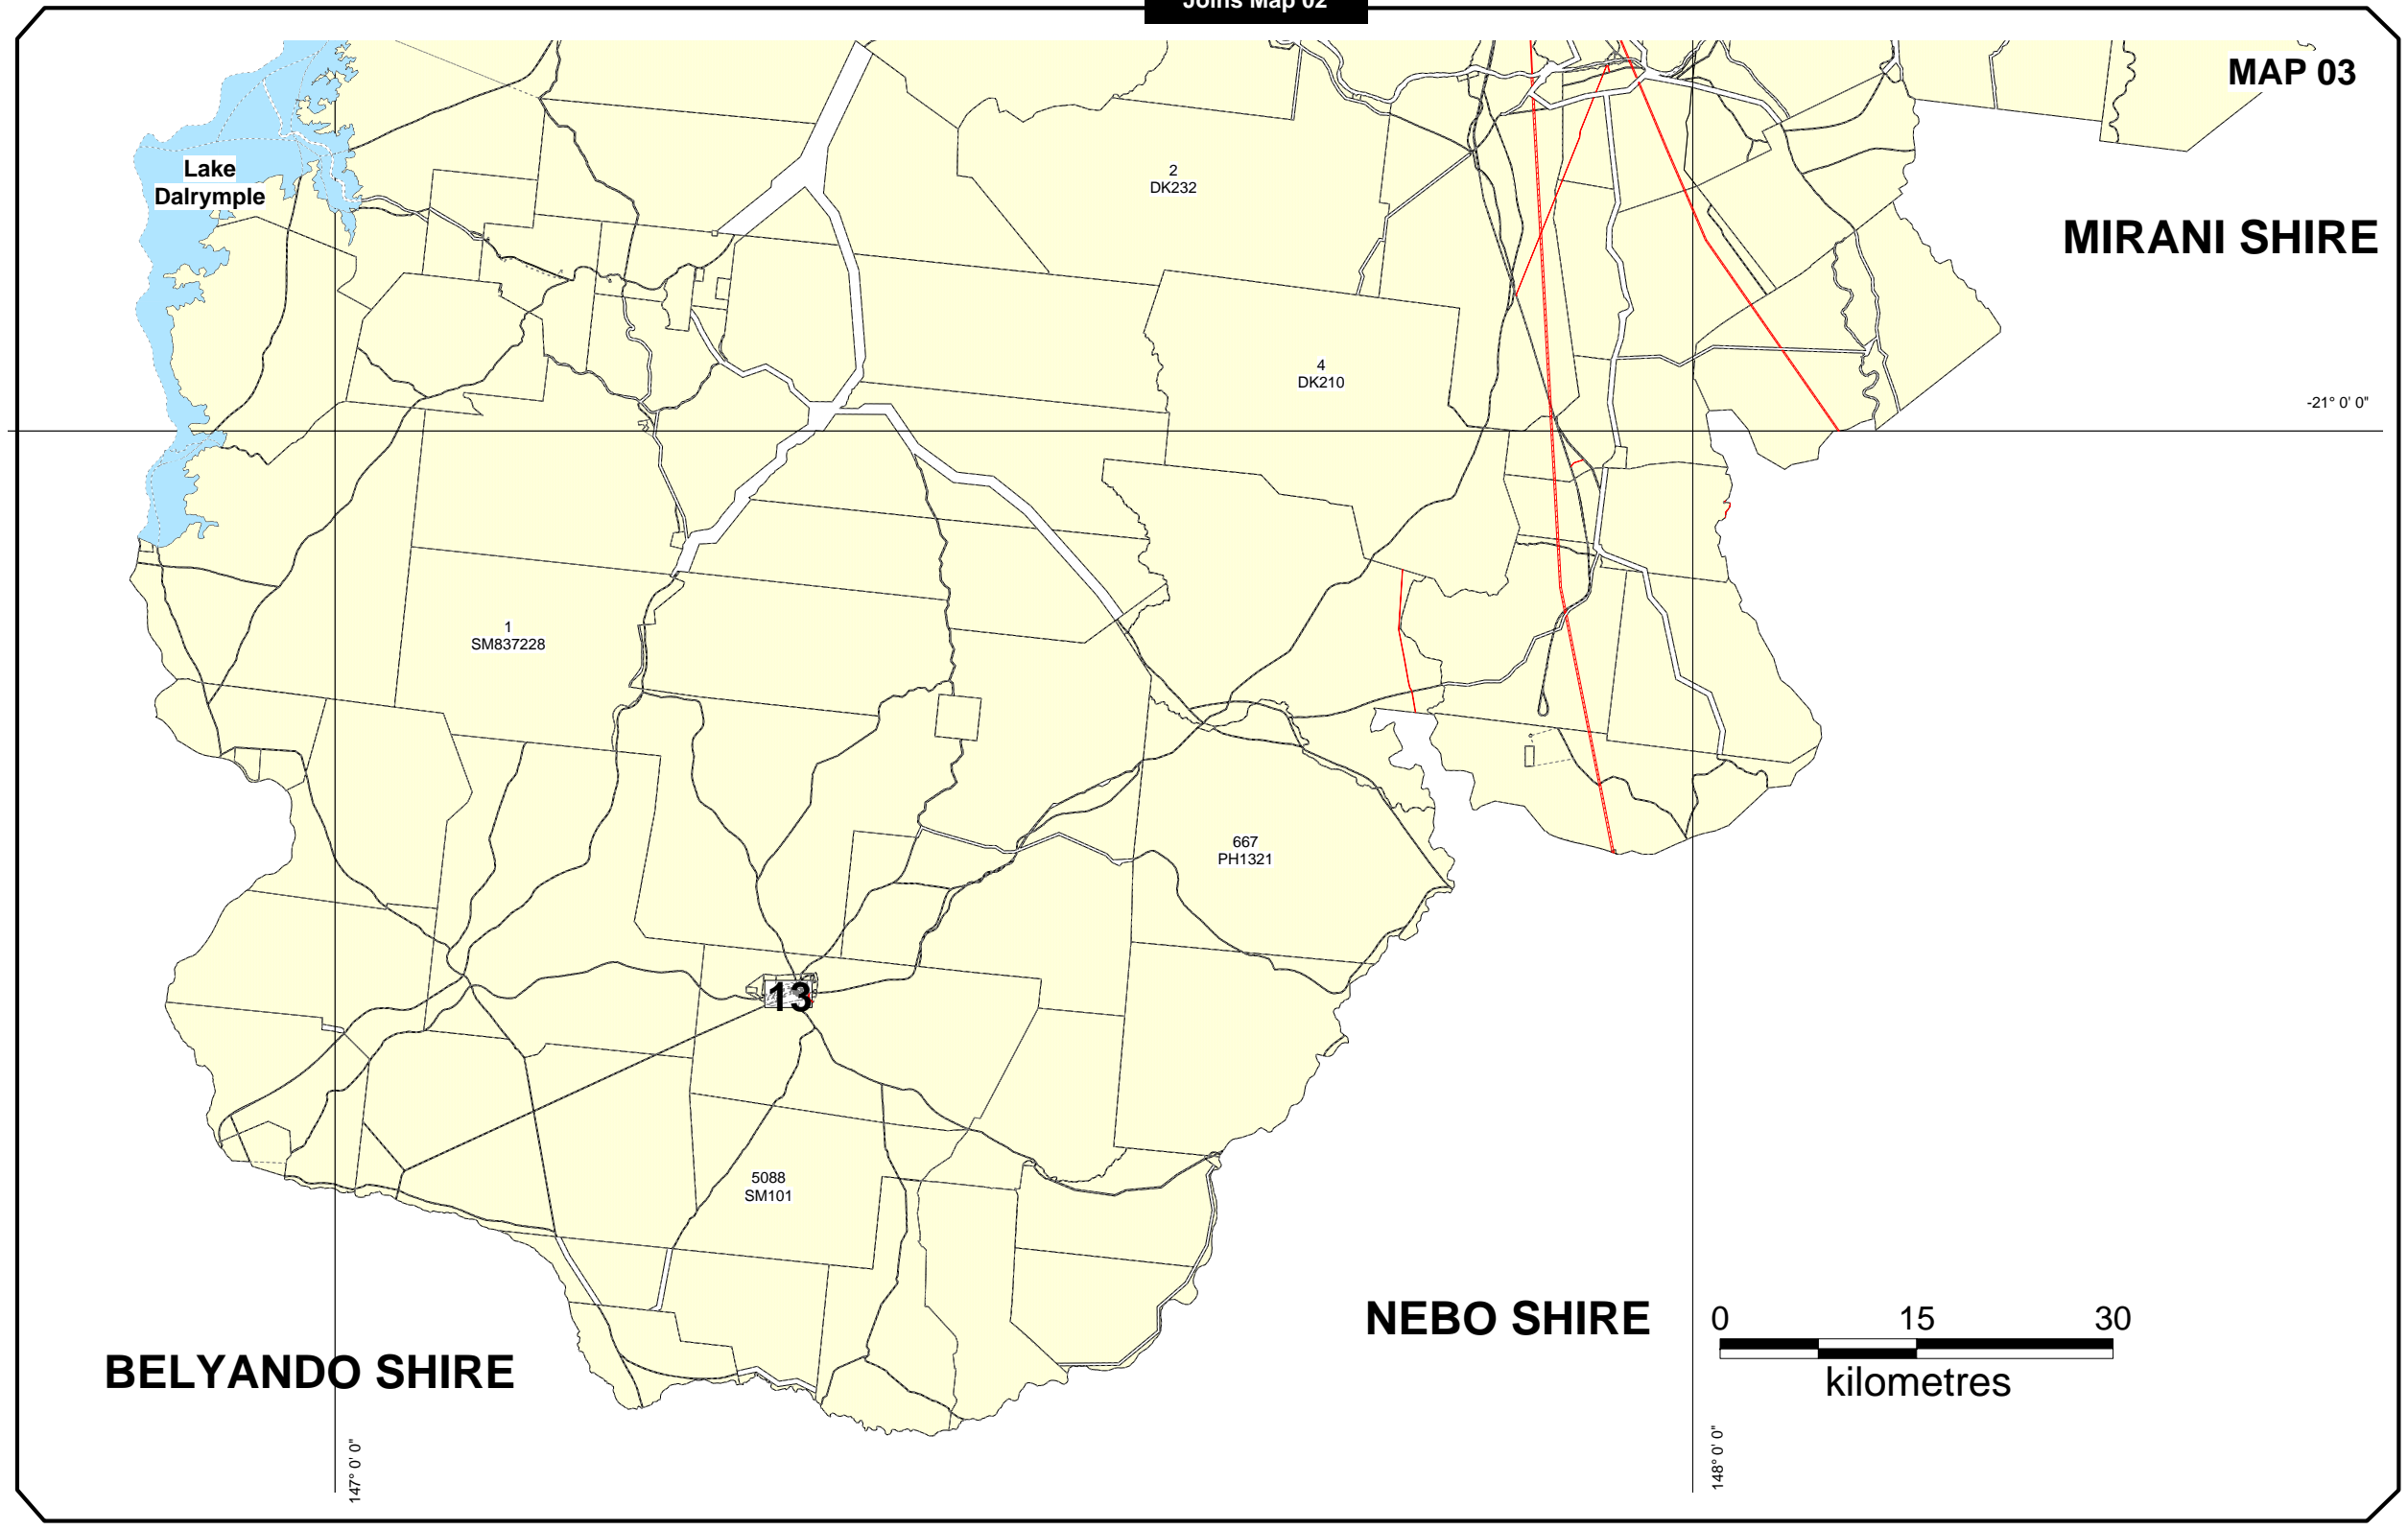 Joins Map 02
MAP 03
Lake
Dalrymple
2
DK232
MIRANI SHIRE
4
DK210
-21° 0' 0"
1
SM837228
667
PH1321
13
5088
SM101
NEBO SHIRE
0 15 30
kilometres
BELYANDO SHIRE
147° 0' 0"
148° 0' 0"